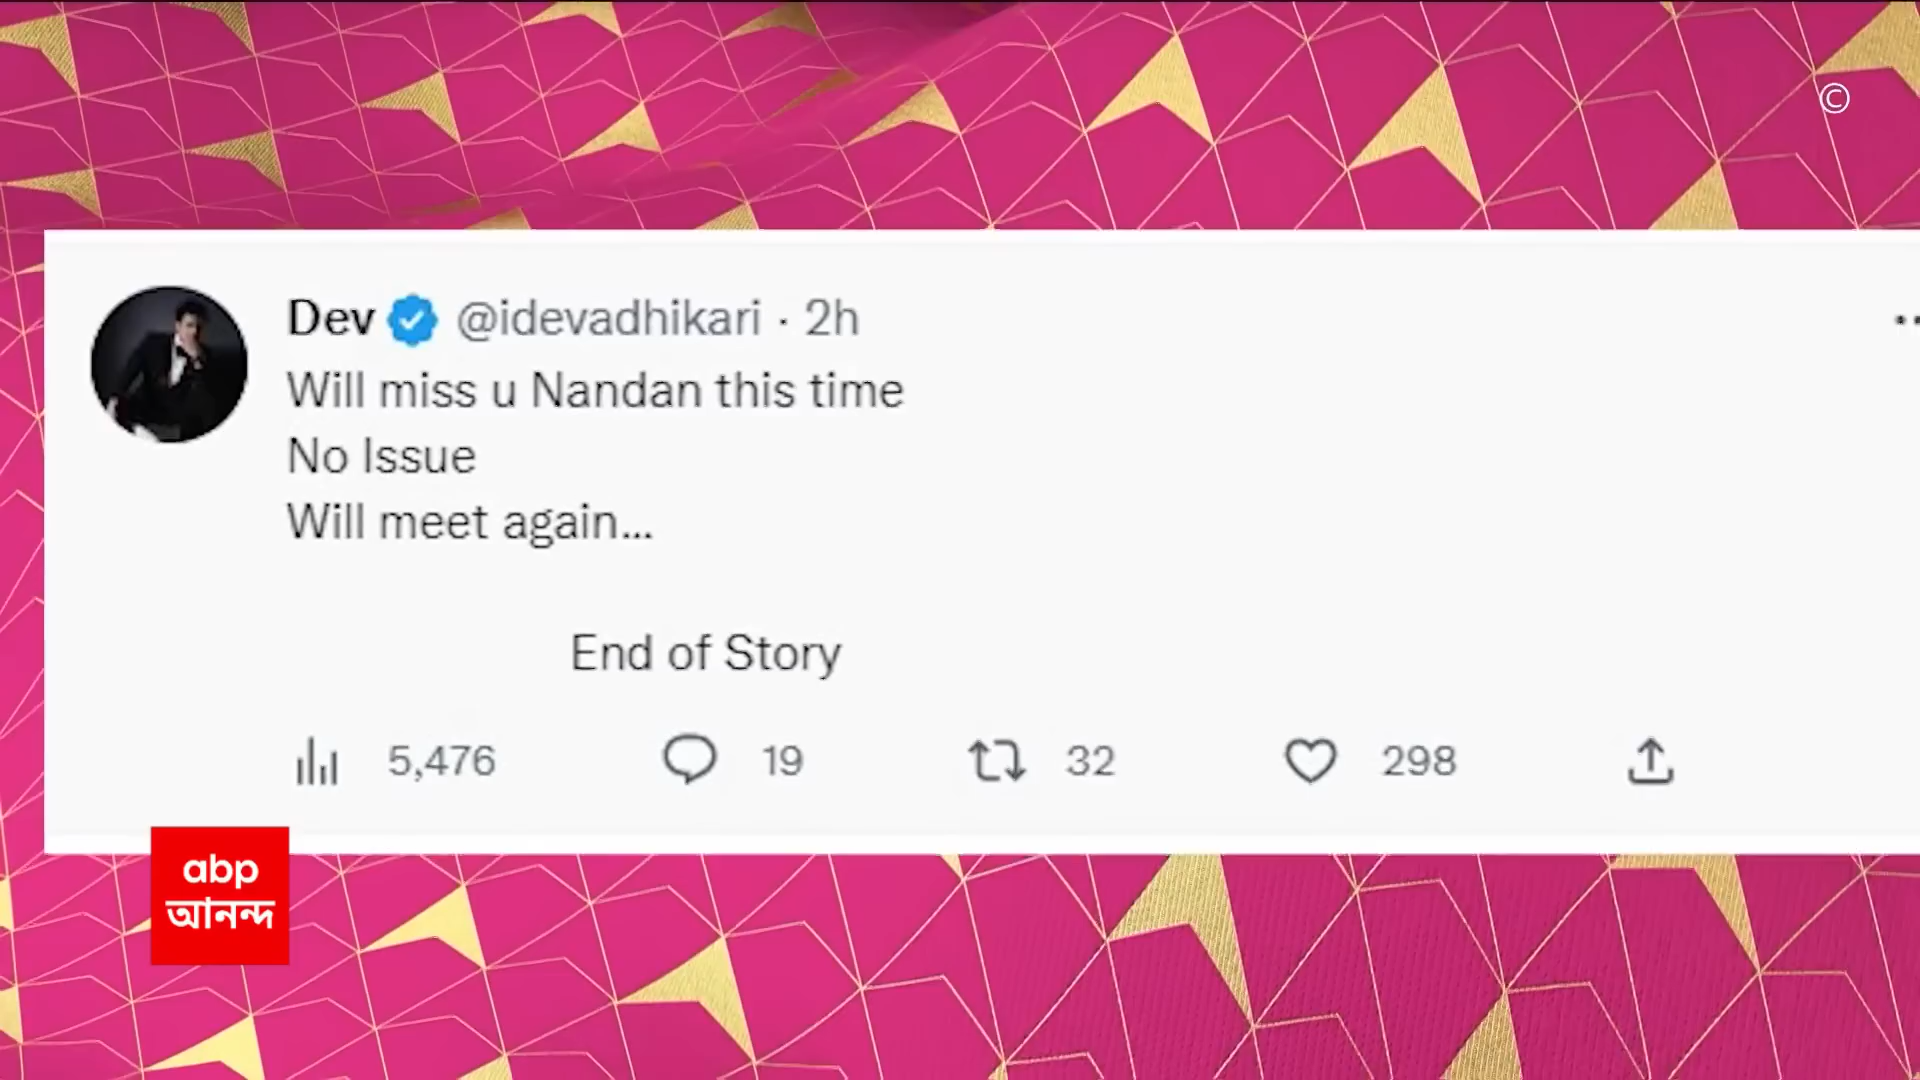 ©
Dev @idevadhikari · 2h
Will miss u Nandan this time
No Issue
Will meet again...
End of Story
5,476 19 32 298
abp
আনন্দ